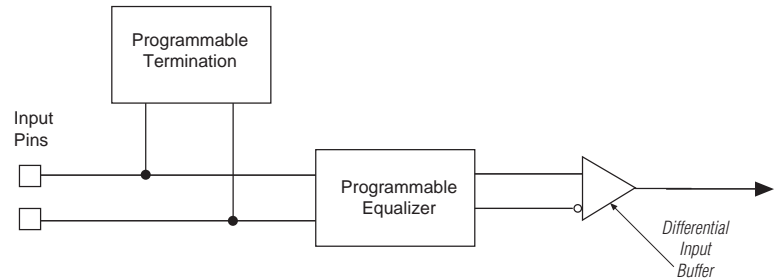 Programmable
Termination
Input
Pins
Programmable
Equalizer
Differential
Input
Buffer